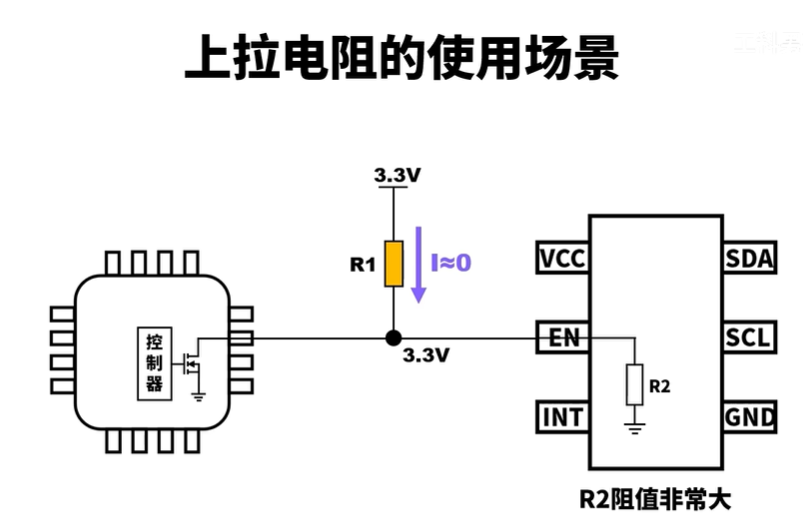 上拉电阻的使用场景
3.3V
R1
I≈0
3.3V
控
制
器
VCC
SDA
EN
SCL
R2
INT
GND
R2阻值非常大